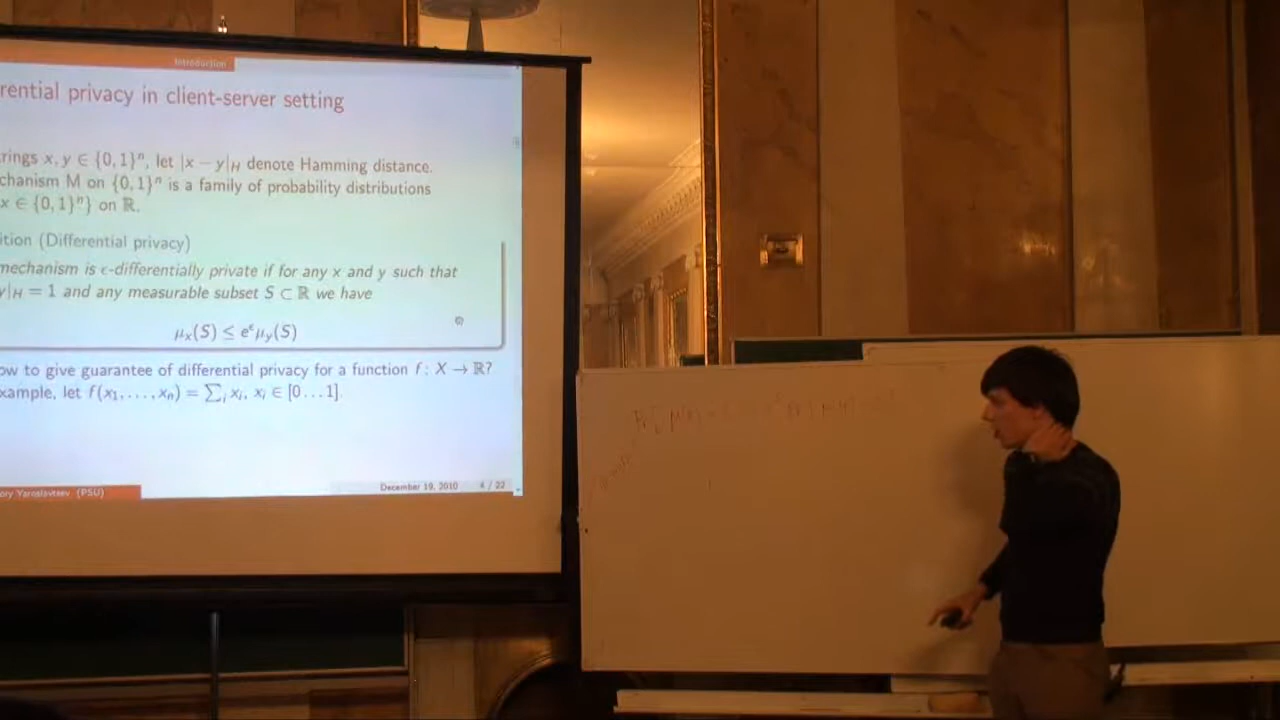 Introduction
rential privacy in client-server setting
rings x, y ∈ {0, 1}ⁿ, let |x − y|_H denote Hamming distance.
chanism M on {0, 1}ⁿ is a family of probability distributions
x ∈ {0, 1}ⁿ} on ℝ.
ition (Differential privacy)
mechanism is ϵ-differentially private if for any x and y such that
y|_H = 1 and any measurable subset S ⊂ ℝ we have
μₓ(S) ≤ e^ϵ μ_y(S)
ow to give guarantee of differential privacy for a function f : X → ℝ?
xample, let f(x₁, . . . , xₙ) = ∑ᵢ xᵢ, xᵢ ∈ [0 . . . 1].
ory Yaroslavtsev (PSU)
December 19, 2010 4 / 22